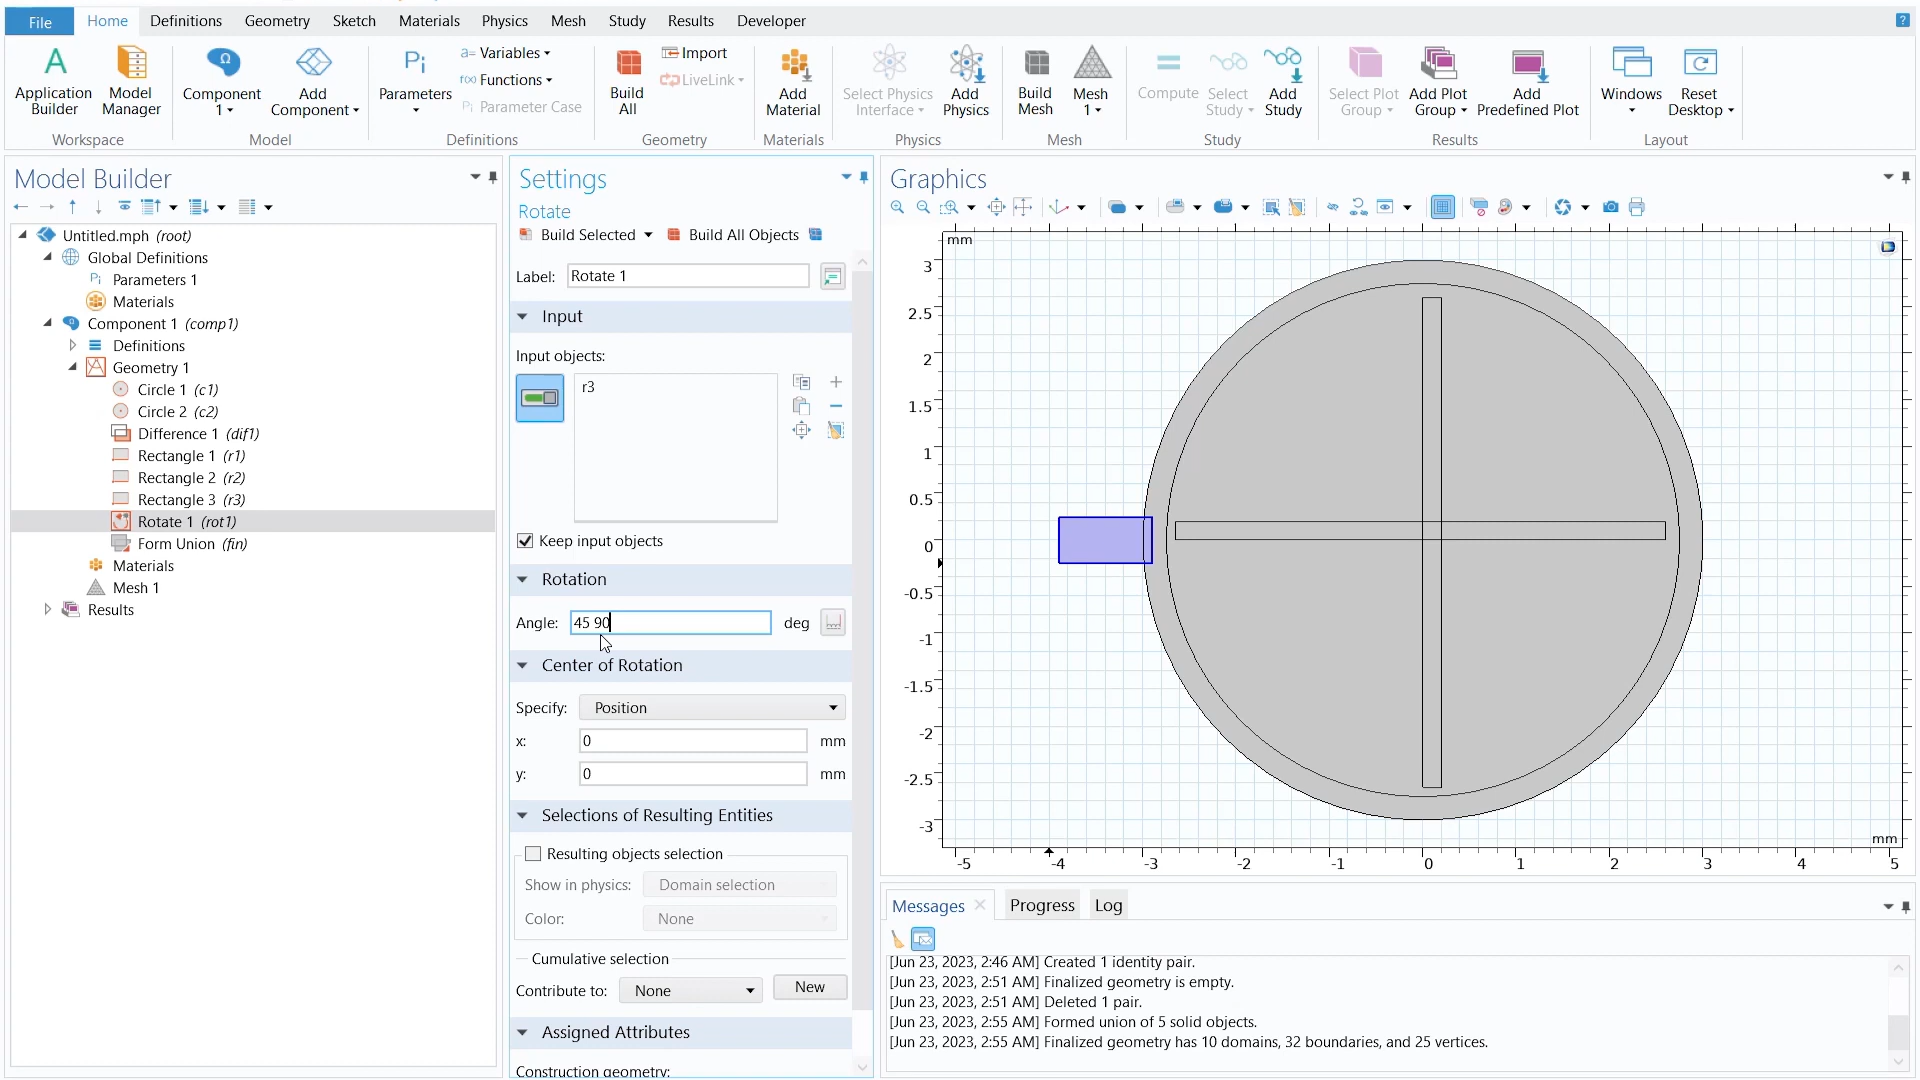 File Home Definitions Geometry Sketch Materials Physics Mesh Study Results Developer
Application Builder
Model Manager
Component 1
Add Component
Parameters
a= Variables
f(x) Functions
Pi Parameter Case
Build All
Import
LiveLink
Add Material
Select Physics Interface
Add Physics
Build Mesh
Mesh 1
Compute
Select Study
Add Study
Select Plot Group
Add Plot Group
Add Predefined Plot
Windows
Reset Desktop
Workspace Model Definitions Geometry Materials Physics Mesh Study Results Layout
Model Builder
Untitled.mph (root)
Global Definitions
Pi Parameters 1
Materials
Component 1 (comp1)
Definitions
Geometry 1
Circle 1 (c1)
Circle 2 (c2)
Difference 1 (dif1)
Rectangle 1 (r1)
Rectangle 2 (r2)
Rectangle 3 (r3)
Rotate 1 (rot1)
Form Union (fin)
Materials
Mesh 1
Results
Settings
Rotate
Build Selected Build All Objects
Label: Rotate 1
Input
Input objects:
r3
Keep input objects
Rotation
Angle: 45 90 deg
Center of Rotation
Specify: Position
x: 0 mm
y: 0 mm
Selections of Resulting Entities
Resulting objects selection
Show in physics: Domain selection
Color: None
Cumulative selection
Contribute to: None New
Assigned Attributes
Construction geometry:
Graphics
mm
3
2.5
2
1.5
1
0.5
0
-0.5
-1
-1.5
-2
-2.5
-3
mm
-5 -4 -3 -2 -1 0 1 2 3 4 5
Messages Progress Log
[Jun 23, 2023, 2:46 AM] Created 1 identity pair.
[Jun 23, 2023, 2:51 AM] Finalized geometry is empty.
[Jun 23, 2023, 2:51 AM] Deleted 1 pair.
[Jun 23, 2023, 2:55 AM] Formed union of 5 solid objects.
[Jun 23, 2023, 2:55 AM] Finalized geometry has 10 domains, 32 boundaries, and 25 vertices.